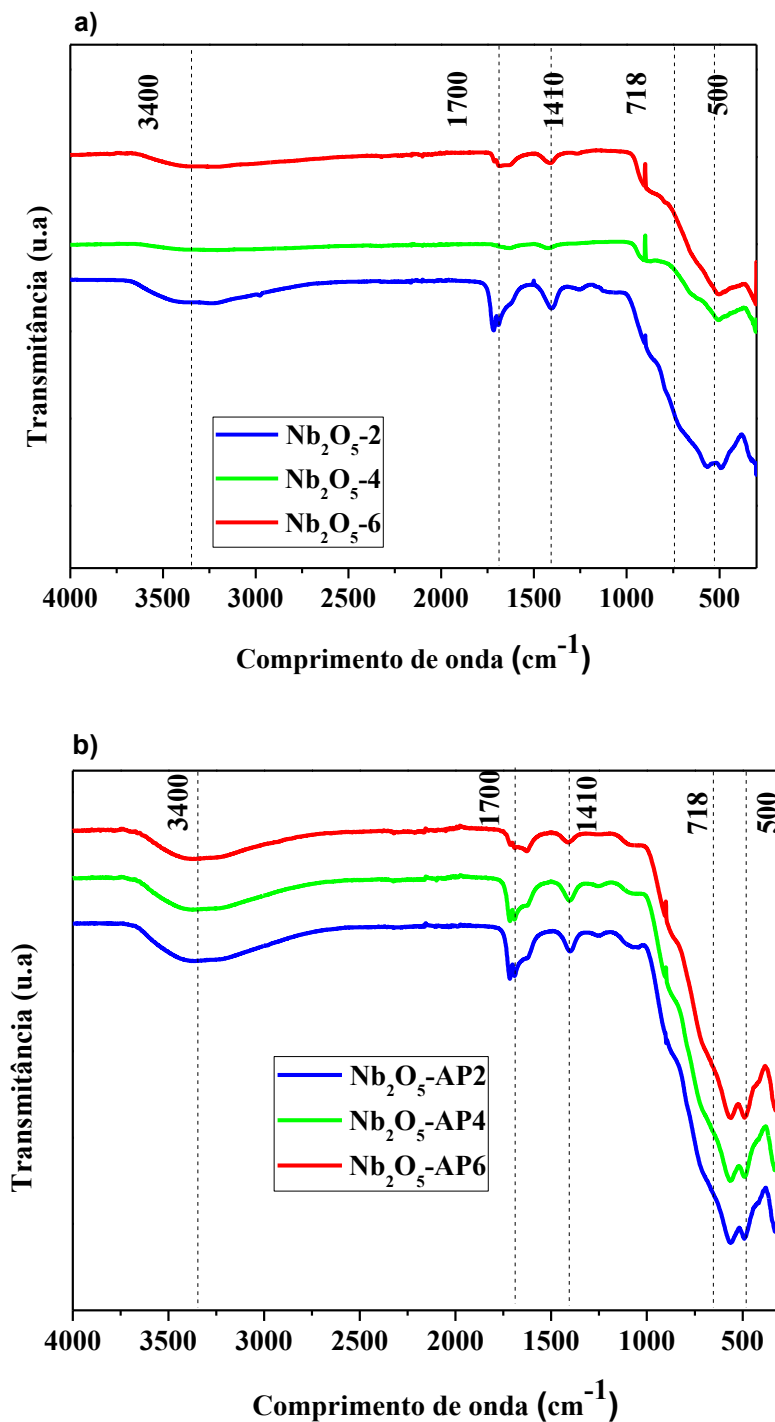 a)
3400
1700
1410
718
500
Transmitância (u.a)
Nb₂O₅-2
Nb₂O₅-4
Nb₂O₅-6
4000 3500 3000 2500 2000 1500 1000 500
Comprimento de onda (cm⁻¹)
b)
3400
1700
1410
718
500
Transmitância (u.a)
Nb₂O₅-AP2
Nb₂O₅-AP4
Nb₂O₅-AP6
4000 3500 3000 2500 2000 1500 1000 500
Comprimento de onda (cm⁻¹)